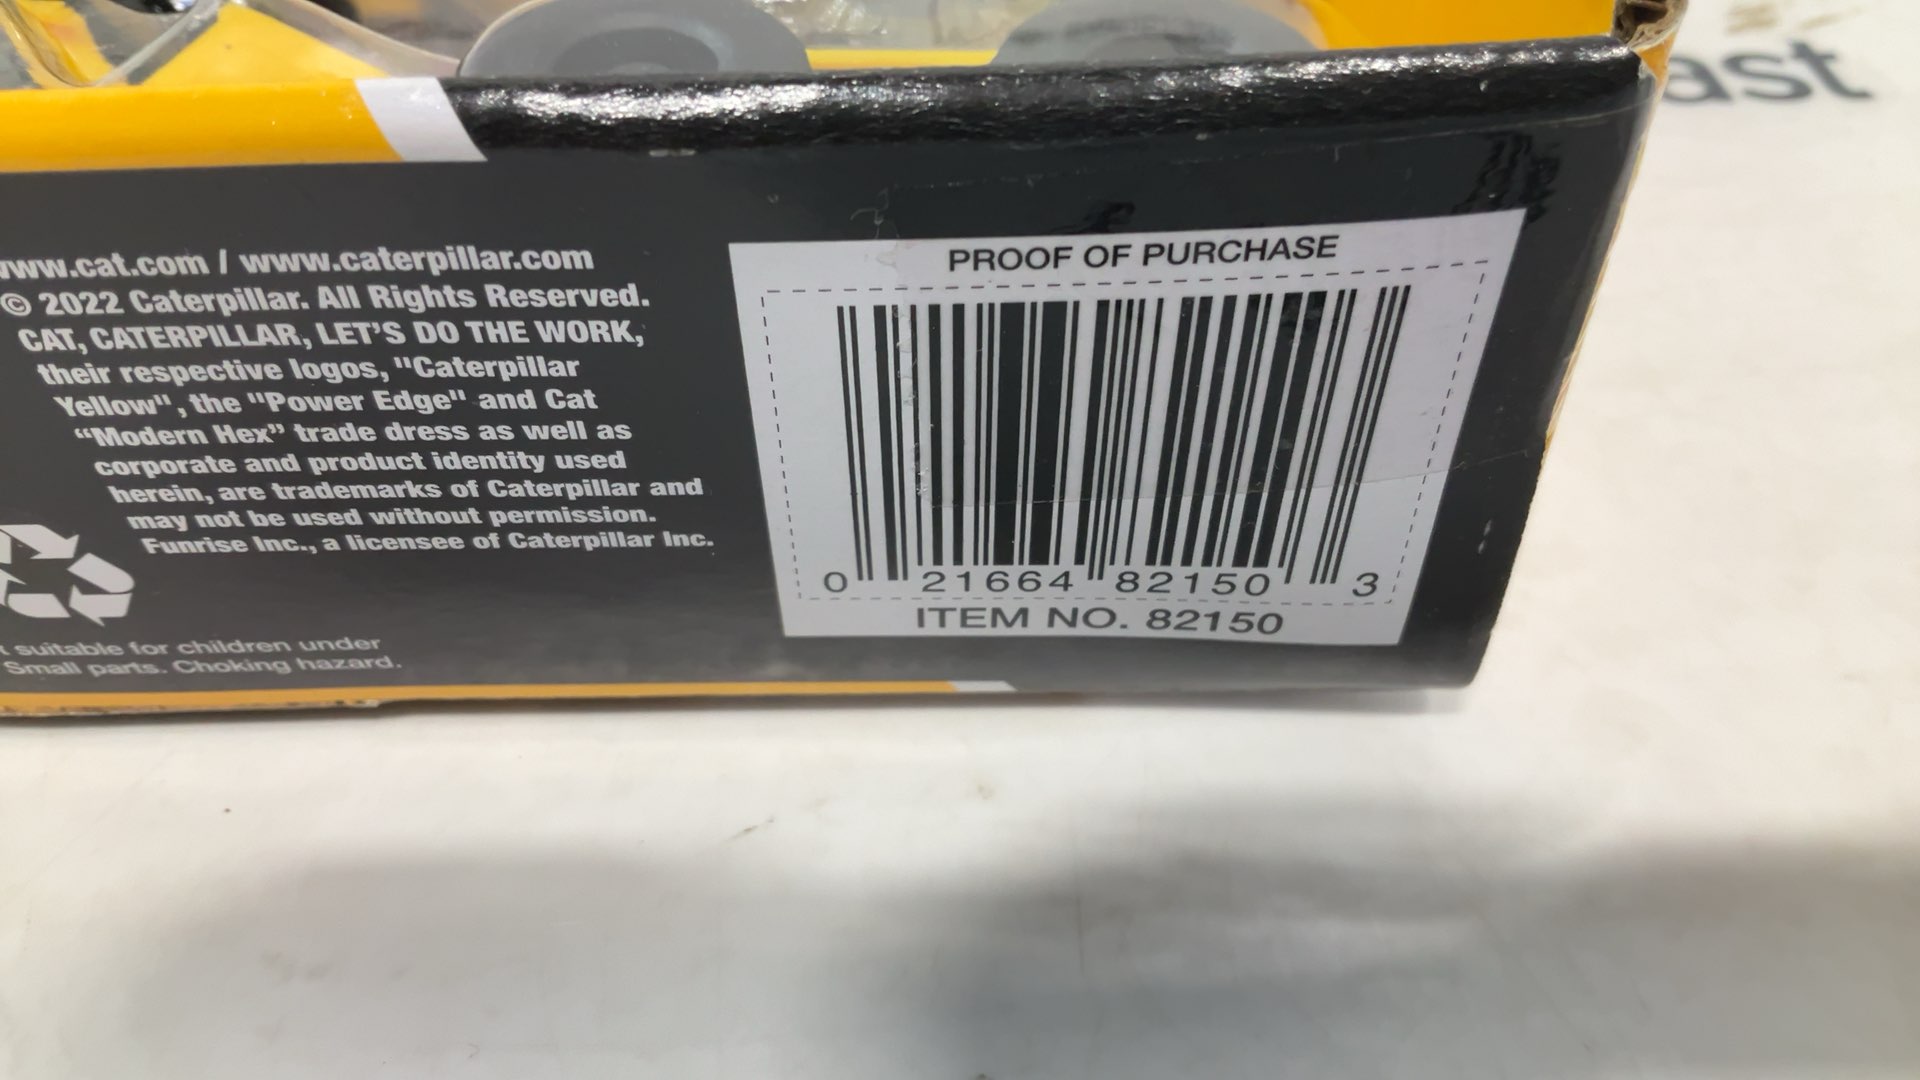 www.cat.com / www.caterpillar.com
© 2022 Caterpillar. All Rights Reserved.
CAT, CATERPILLAR, LET'S DO THE WORK,
their respective logos, "Caterpillar
Yellow", the "Power Edge" and Cat
“Modern Hex” trade dress as well as
corporate and product identity used
herein, are trademarks of Caterpillar and
may not be used without permission.
Funrise Inc., a licensee of Caterpillar Inc.
suitable for children under
Small parts. Choking hazard.
PROOF OF PURCHASE
0 21664 82150 3
ITEM NO. 82150
ast